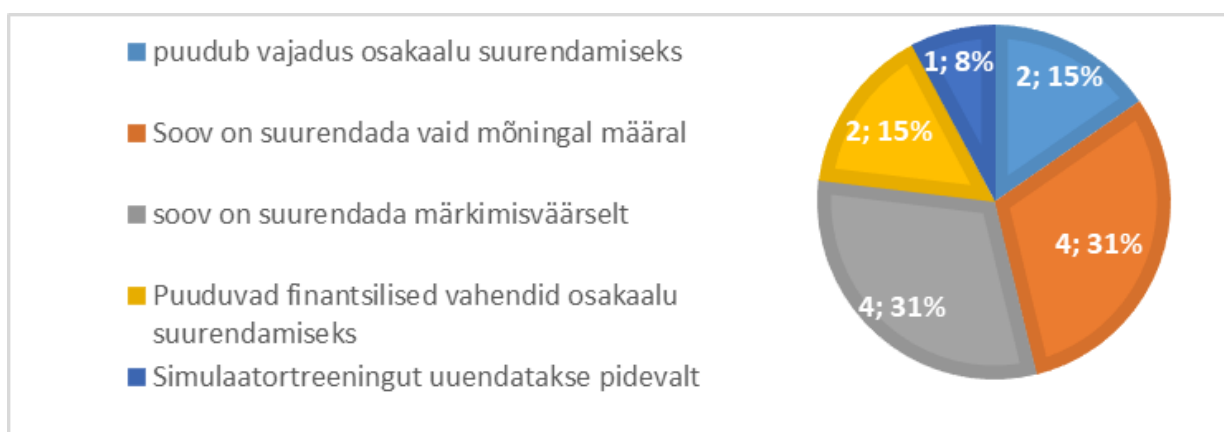 puudub vajadus osakaalu suurendamiseks
Soov on suurendada vaid mõningal määral
soov on suurendada märkimisväärselt
Puuduvad finantsilised vahendid osakaalu
suurendamiseks
Simulaatortreeningut uuendatakse pidevalt
1; 8%
2; 15%
2; 15%
4; 31%
4; 31%